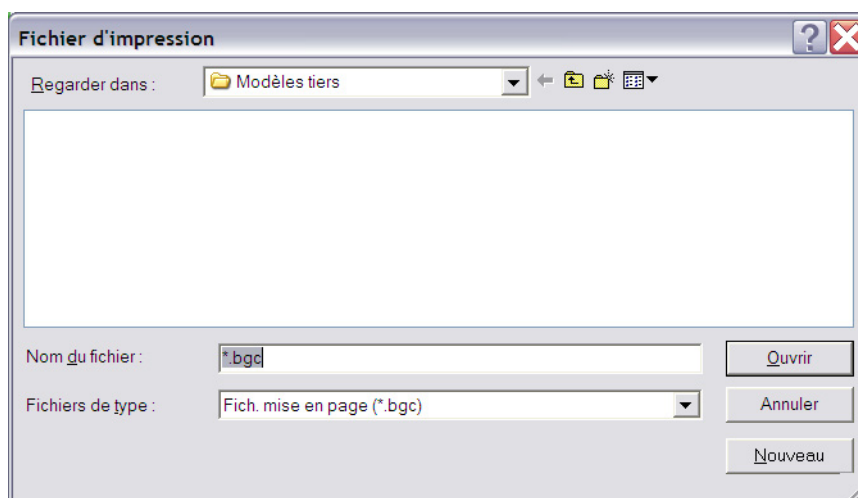 Fichier d'impression
Regarder dans :
Modèles tiers
Nom du fichier :
*.bgc
Ouvrir
Fichiers de type :
Fich. mise en page (*.bgc)
Annuler
Nouveau